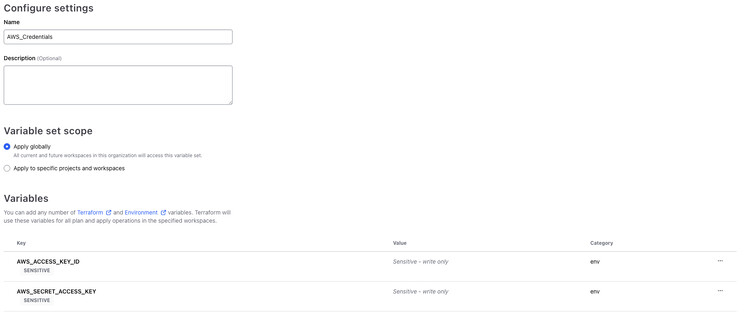 Configure settings
Name
AWS_Credentials
Description (Optional)
Variable set scope
Apply globally
All current and future workspaces in this organization will access this variable set.
Apply to specific projects and workspaces
Variables
You can add any number of Terraform and Environment variables. Terraform will
use these variables for all plan and apply operations in the specified workspaces.
Key Value Category
AWS_ACCESS_KEY_ID Sensitive - write only env ...
SENSITIVE
AWS_SECRET_ACCESS_KEY Sensitive - write only env ...
SENSITIVE